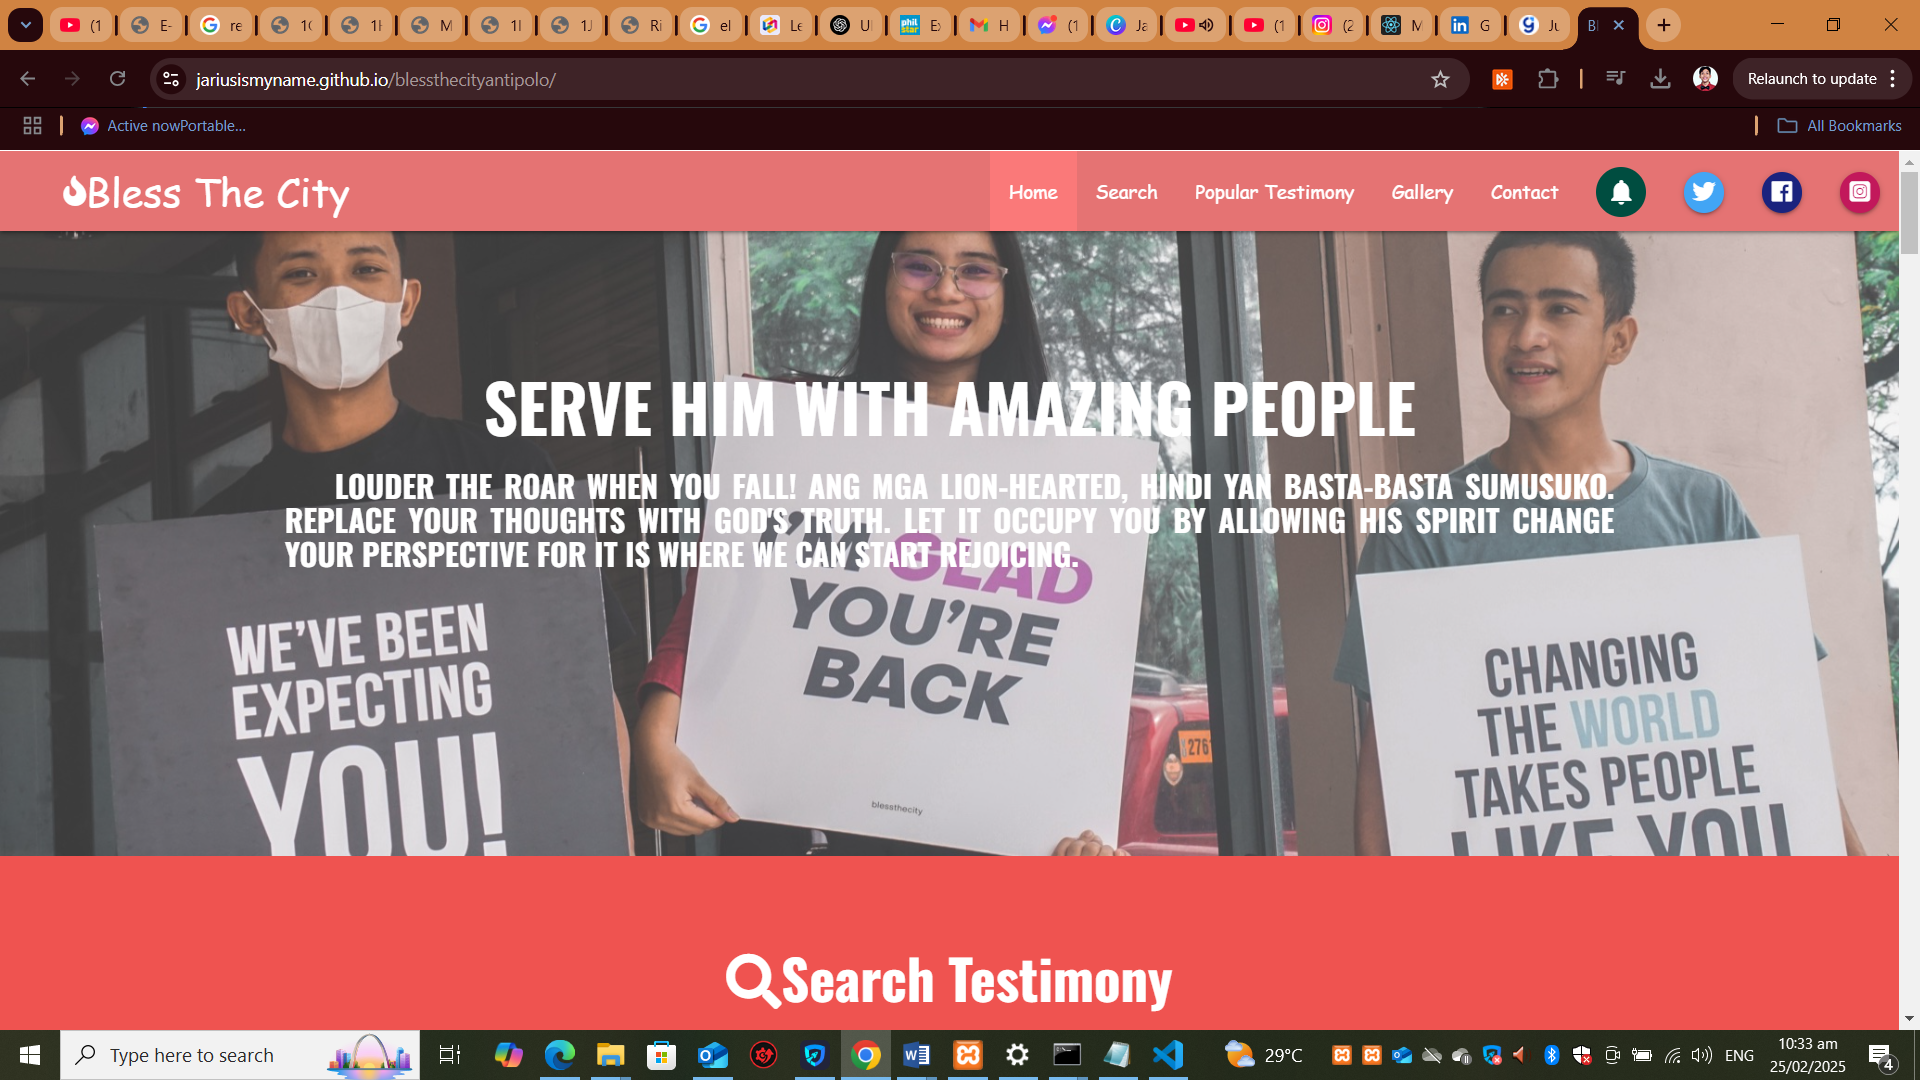 (1
E-
re
1(
1H
M
1I
1J
Ri
el
Le
Ul
Ex
H
(1
Ja
(1
(2
M
G
Ju
Bl
jariusismyname.github.io/blessthecityantipolo/
Relaunch to update
Active nowPortable...
All Bookmarks
Bless The City
Home
Search
Popular Testimony
Gallery
Contact
SERVE HIM WITH AMAZING PEOPLE
LOUDER THE ROAR WHEN YOU FALL! ANG MGA LION-HEARTED, HINDI YAN BASTA-BASTA SUMUSUKO.
REPLACE YOUR THOUGHTS WITH GOD'S TRUTH. LET IT OCCUPY YOU BY ALLOWING HIS SPIRIT CHANGE
YOUR PERSPECTIVE FOR IT IS WHERE WE CAN START REJOICING.
WE'VE BEEN
EXPECTING
YOU!
I'M GLAD
YOU'RE
BACK
blessthecity
2761
CHANGING
THE WORLD
TAKES PEOPLE
LIKE YOU
Search Testimony
Type here to search
29°C
ENG
10:33 am
25/02/2025
4